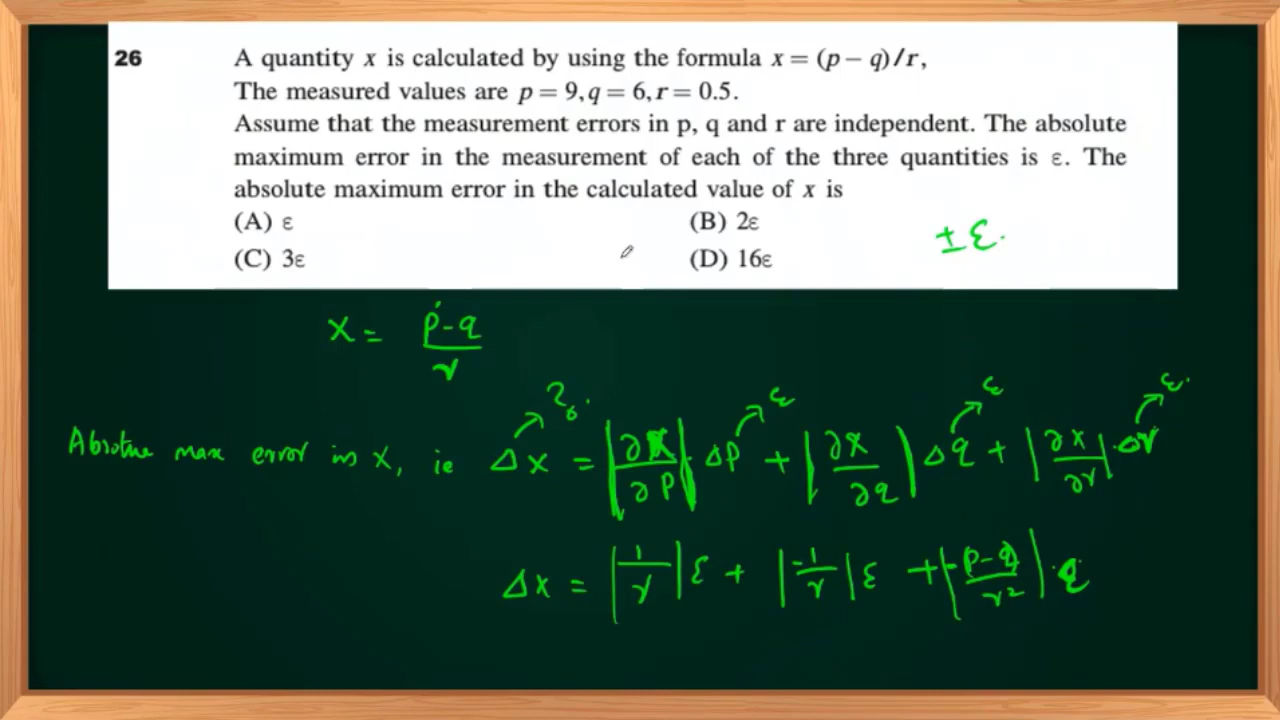 26 A quantity x is calculated by using the formula x = (p − q)/r,
The measured values are p = 9, q = 6, r = 0.5.
Assume that the measurement errors in p, q and r are independent. The absolute
maximum error in the measurement of each of the three quantities is ε. The
absolute maximum error in the calculated value of x is
(A) ε (B) 2ε
(C) 3ε (D) 16ε
± ε.
x = p-q / r
?. ε ε ε.
Absolute max error in x, ie Δx = |∂x/∂p| Δp + |∂x/∂q| Δq + |∂x/∂r| Δr
Δx = |1/r| ε + |-1/r| ε + |-(p-q)/r²| ε